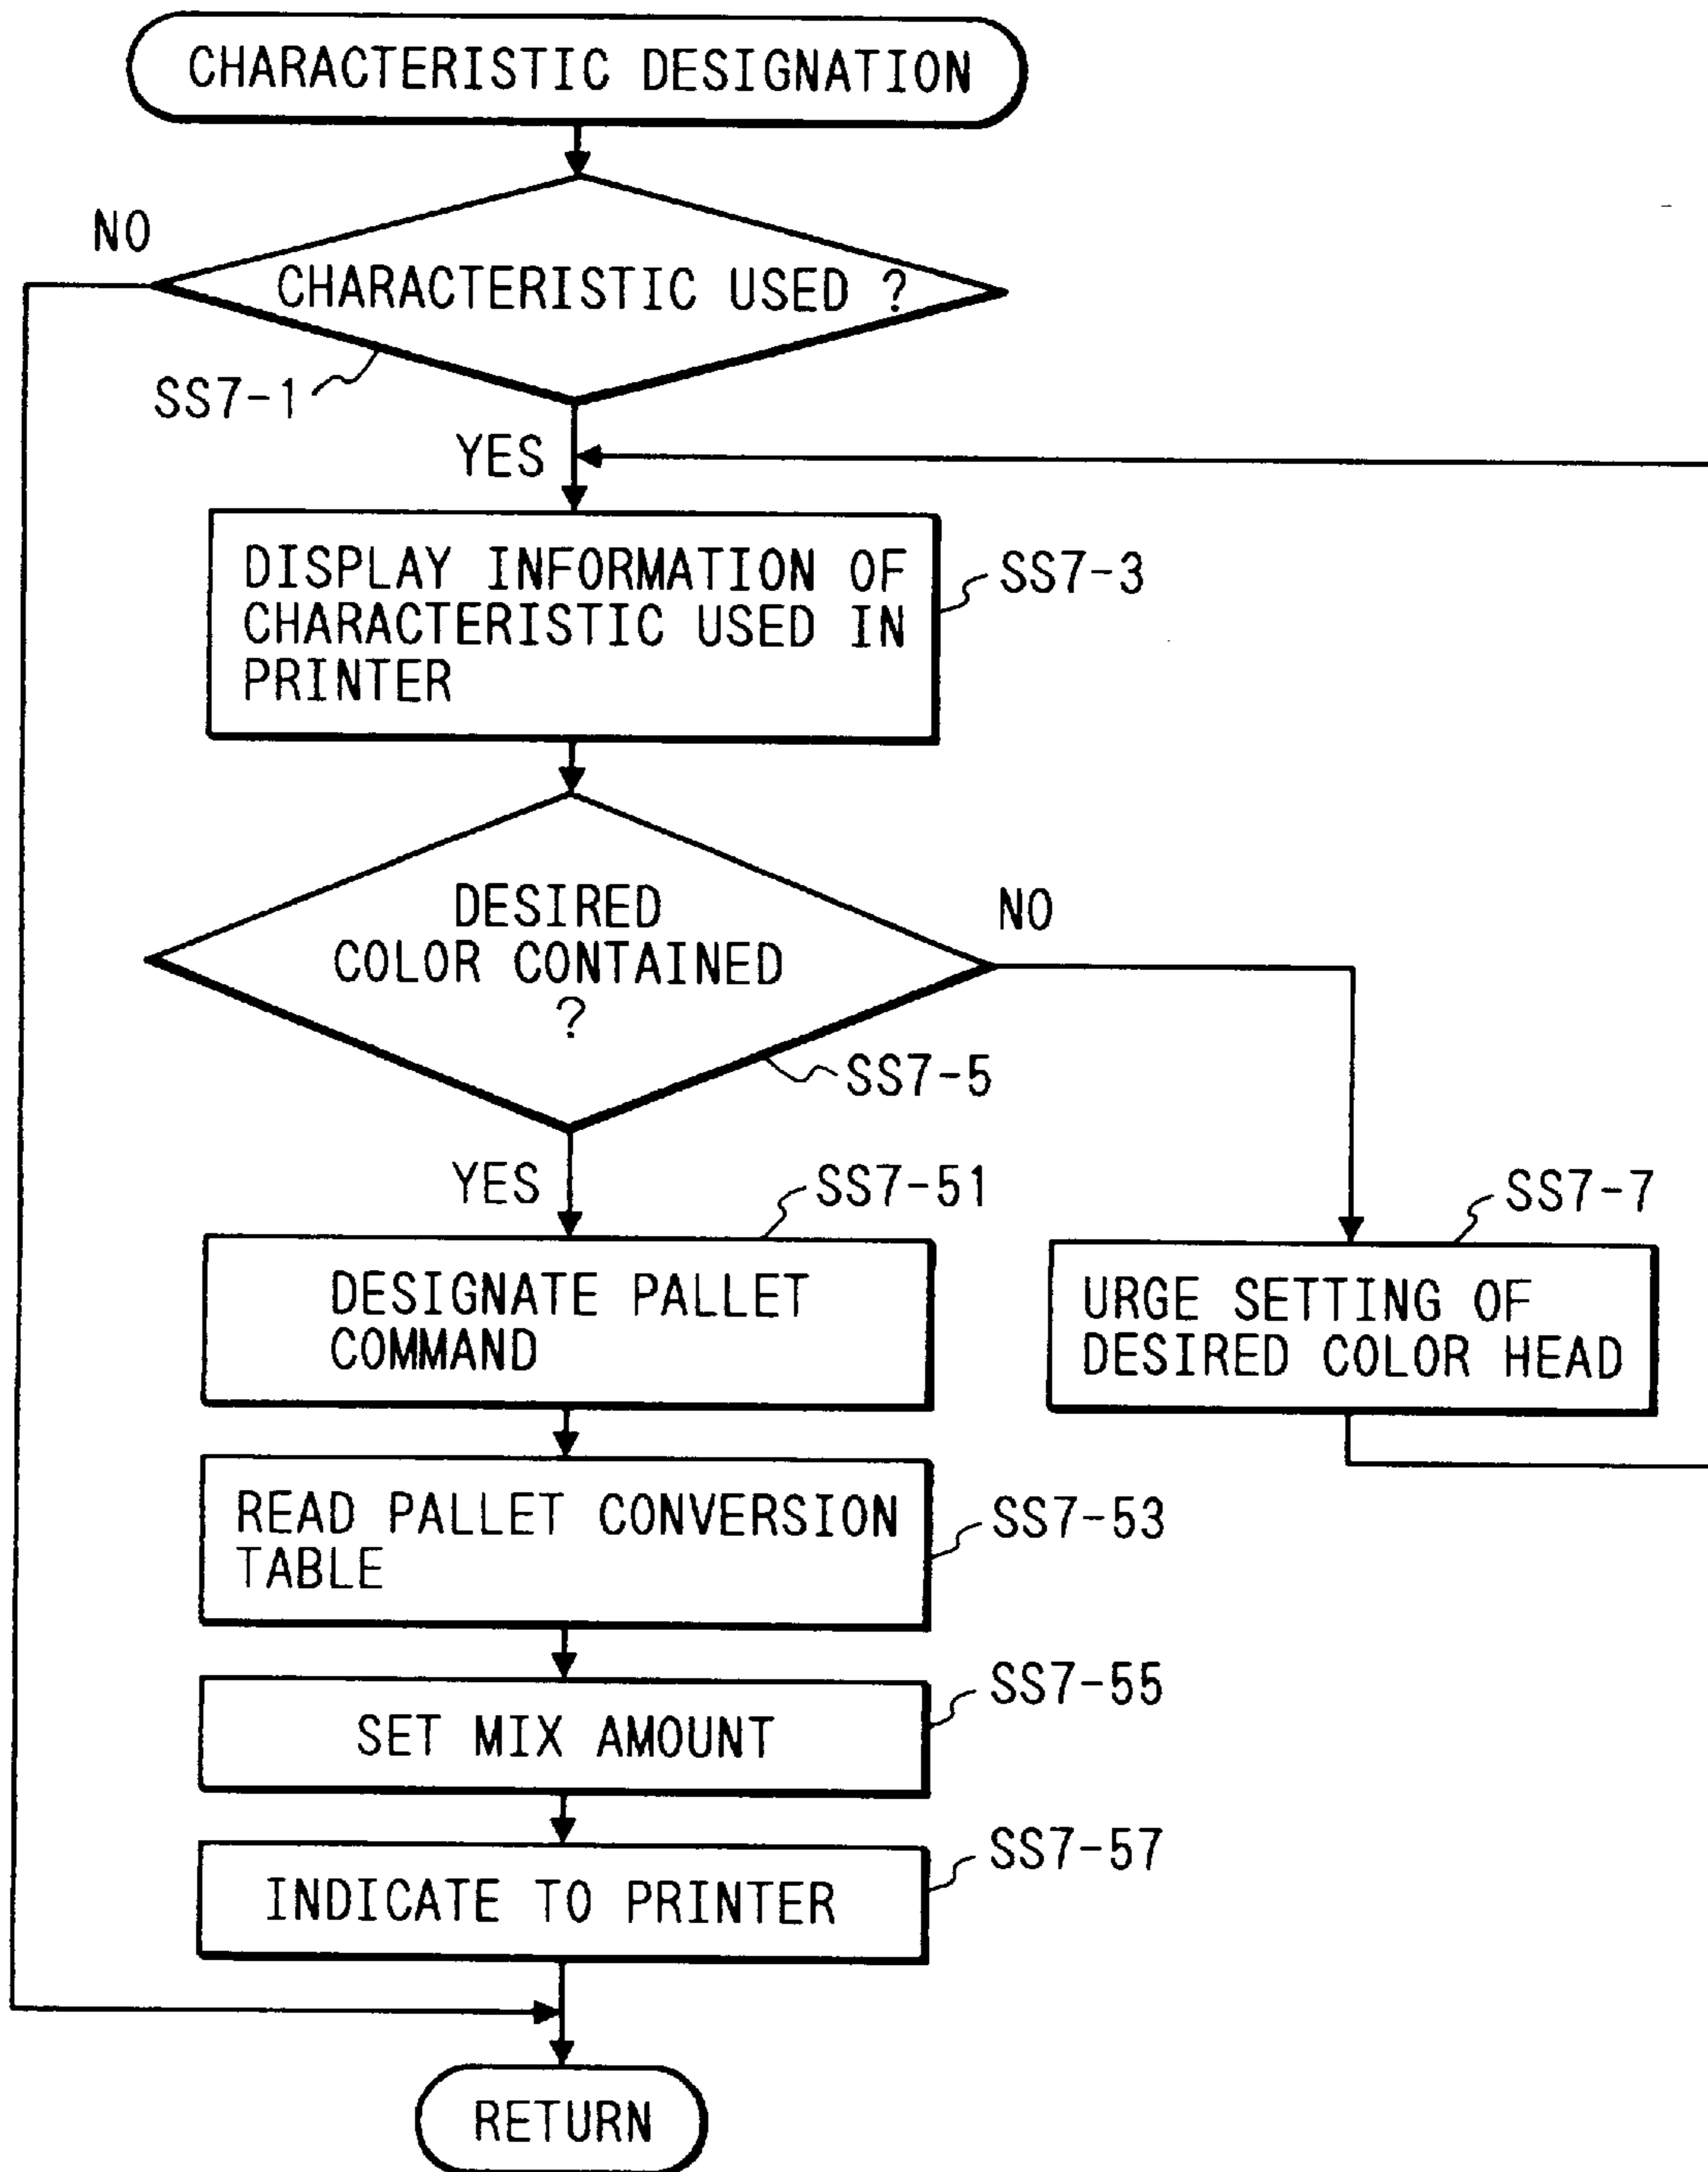 CHARACTERISTIC DESIGNATION
NO
CHARACTERISTIC USED ?
SS7-1
YES
DISPLAY INFORMATION OF
CHARACTERISTIC USED IN
PRINTER
SS7-3
DESIRED
COLOR CONTAINED
?
NO
SS7-5
YES
SS7-51
DESIGNATE PALLET
COMMAND
SS7-7
URGE SETTING OF
DESIRED COLOR HEAD
READ PALLET CONVERSION
TABLE
SS7-53
SET MIX AMOUNT
SS7-55
INDICATE TO PRINTER
SS7-57
RETURN